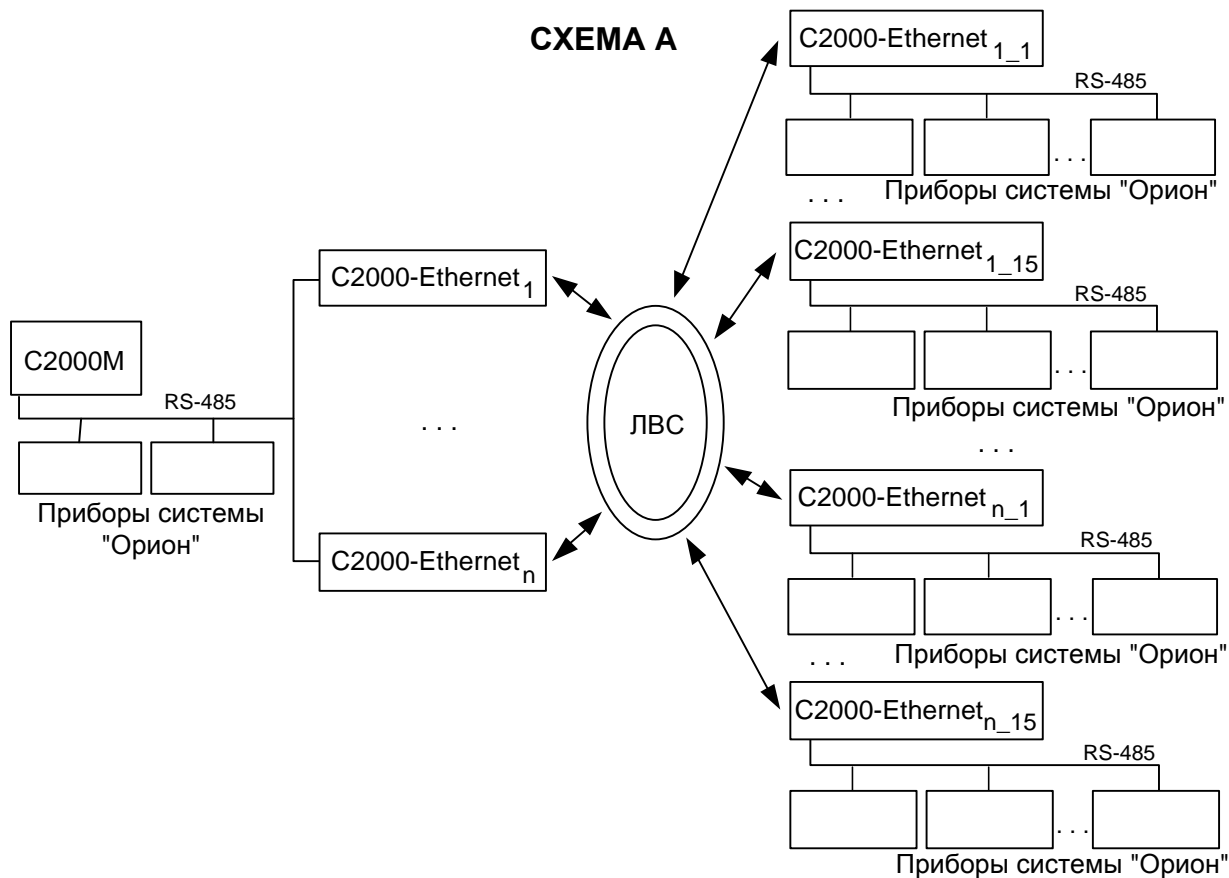 СХЕМА А
С2000-Ethernet 1_1
RS-485
. . .
Приборы системы "Орион"
. . .
С2000-Ethernet 1_15
RS-485
. . .
Приборы системы "Орион"
. . .
С2000-Ethernet 1
С2000М
RS-485
Приборы системы
"Орион"
. . .
С2000-Ethernet n
ЛВС
С2000-Ethernet n_1
RS-485
. . .
Приборы системы "Орион"
. . .
С2000-Ethernet n_15
RS-485
. . .
Приборы системы "Орион"